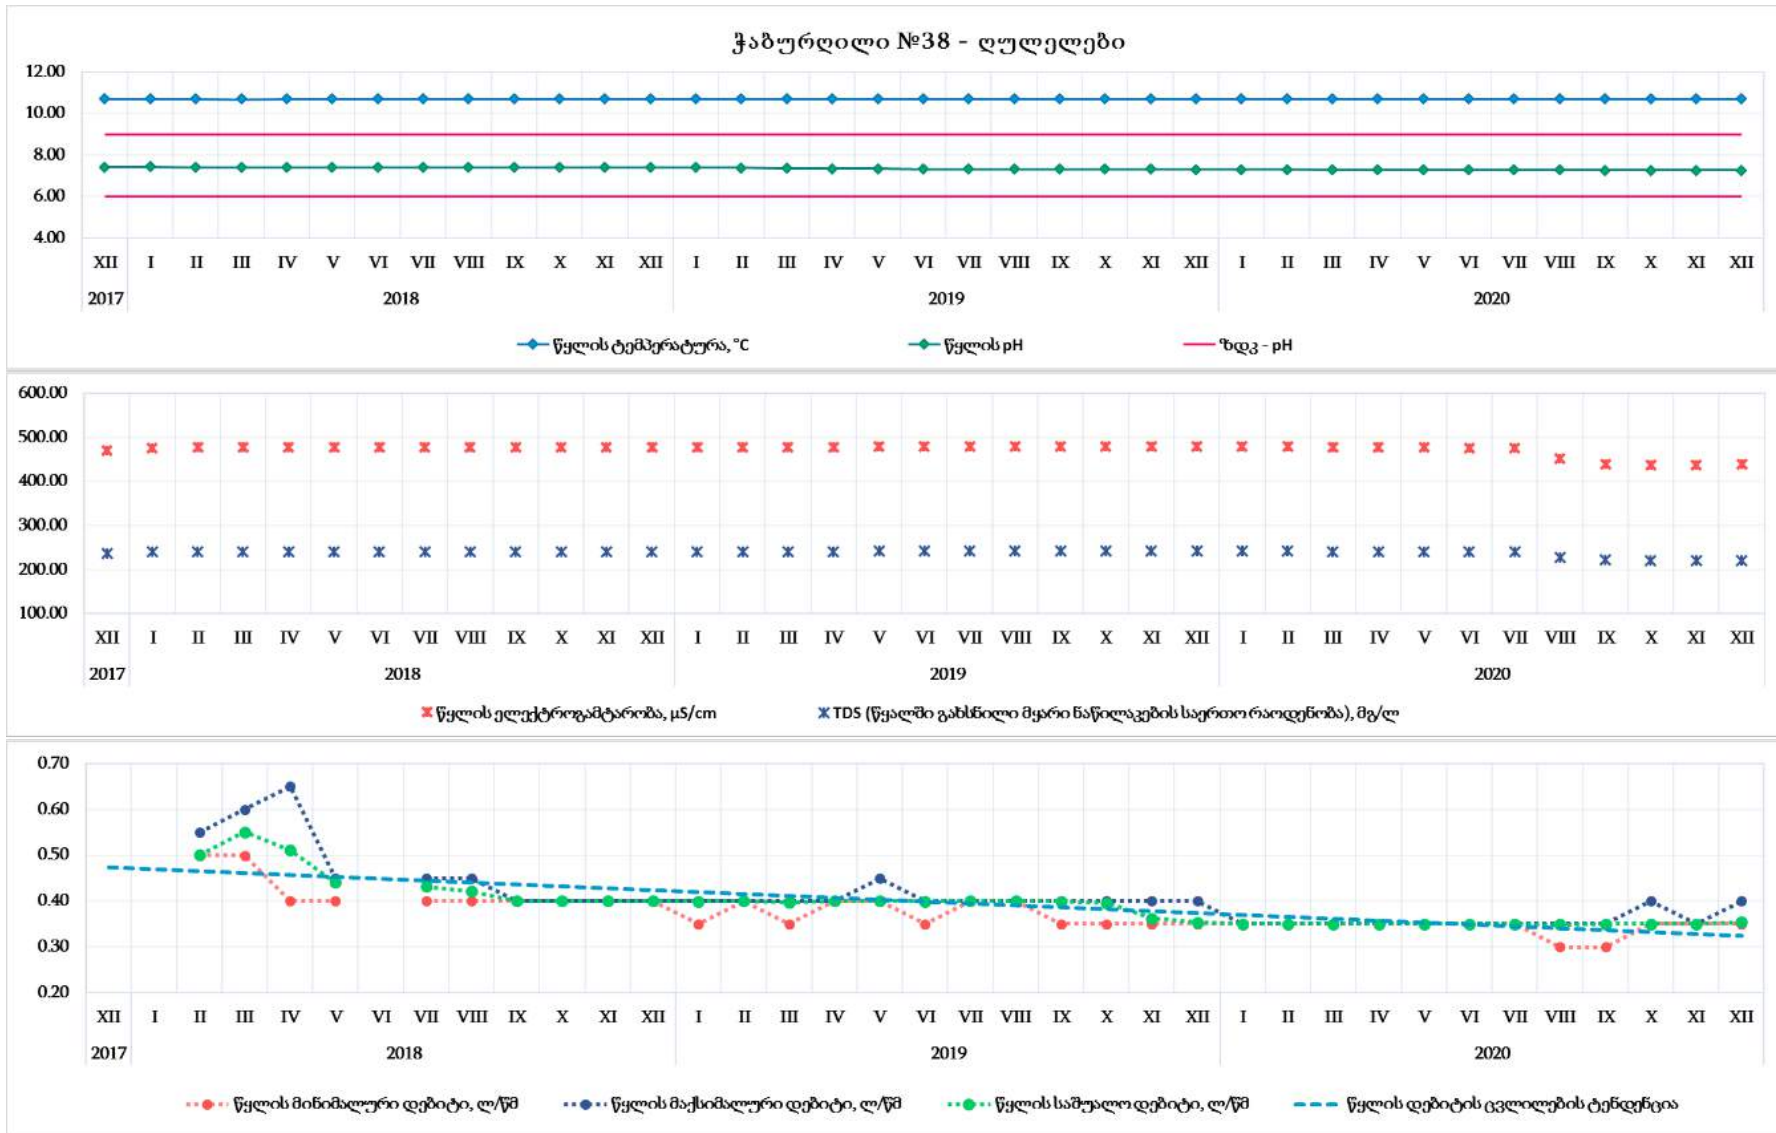 ჭაბურღილი №38 - ღულელები
12.00
10.00
8.00
6.00
4.00
XII I II III IV V VI VII VIII IX X XI XII I II III IV V VI VII VIII IX X XI XII I II III IV V VI VII VIII IX X XI XII
2017 2018 2019 2020
წყლის ტემპერატურა, °C წყლის pH ზდკ - pH
600.00
500.00
400.00
300.00
200.00
100.00
XII I II III IV V VI VII VIII IX X XI XII I II III IV V VI VII VIII IX X XI XII I II III IV V VI VII VIII IX X XI XII
2017 2018 2019 2020
წყლის ელექტროგამტარობა, µS/cm TDS (წყალში გახსნილი მყარი ნაწილაკების საერთო რაოდენობა), მგ/ლ
0.70
0.60
0.50
0.40
0.30
0.20
XII I II III IV V VI VII VIII IX X XI XII I II III IV V VI VII VIII IX X XI XII I II III IV V VI VII VIII IX X XI XII
2017 2018 2019 2020
წყლის მინიმალური დებიტი, ლ/წმ წყლის მაქსიმალური დებიტი, ლ/წმ წყლის საშუალო დებიტი, ლ/წმ წყლის დებიტის ცვლილების ტენდენცია